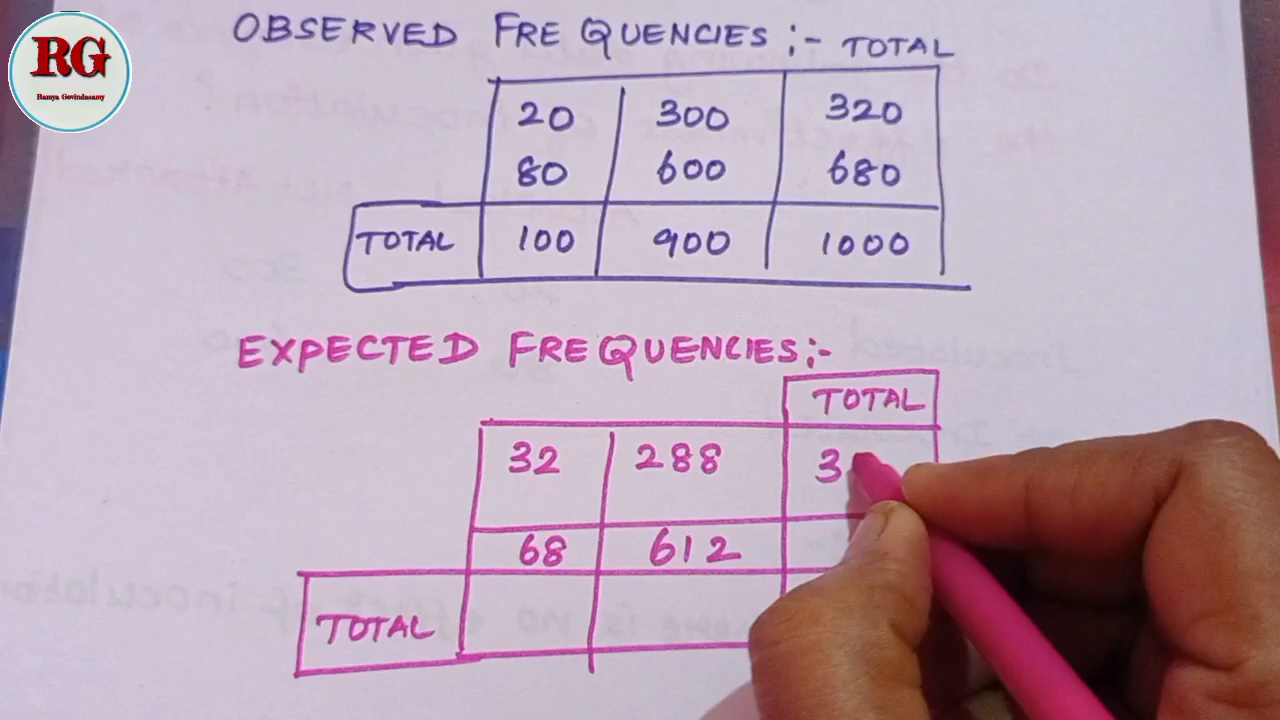 RG
Ramya Govindasamy
OBSERVED FREQUENCIES :- TOTAL
20 300 320
80 600 680
TOTAL 100 900 1000
EXPECTED FREQUENCIES :-
TOTAL
32 288 3
68 612
TOTAL